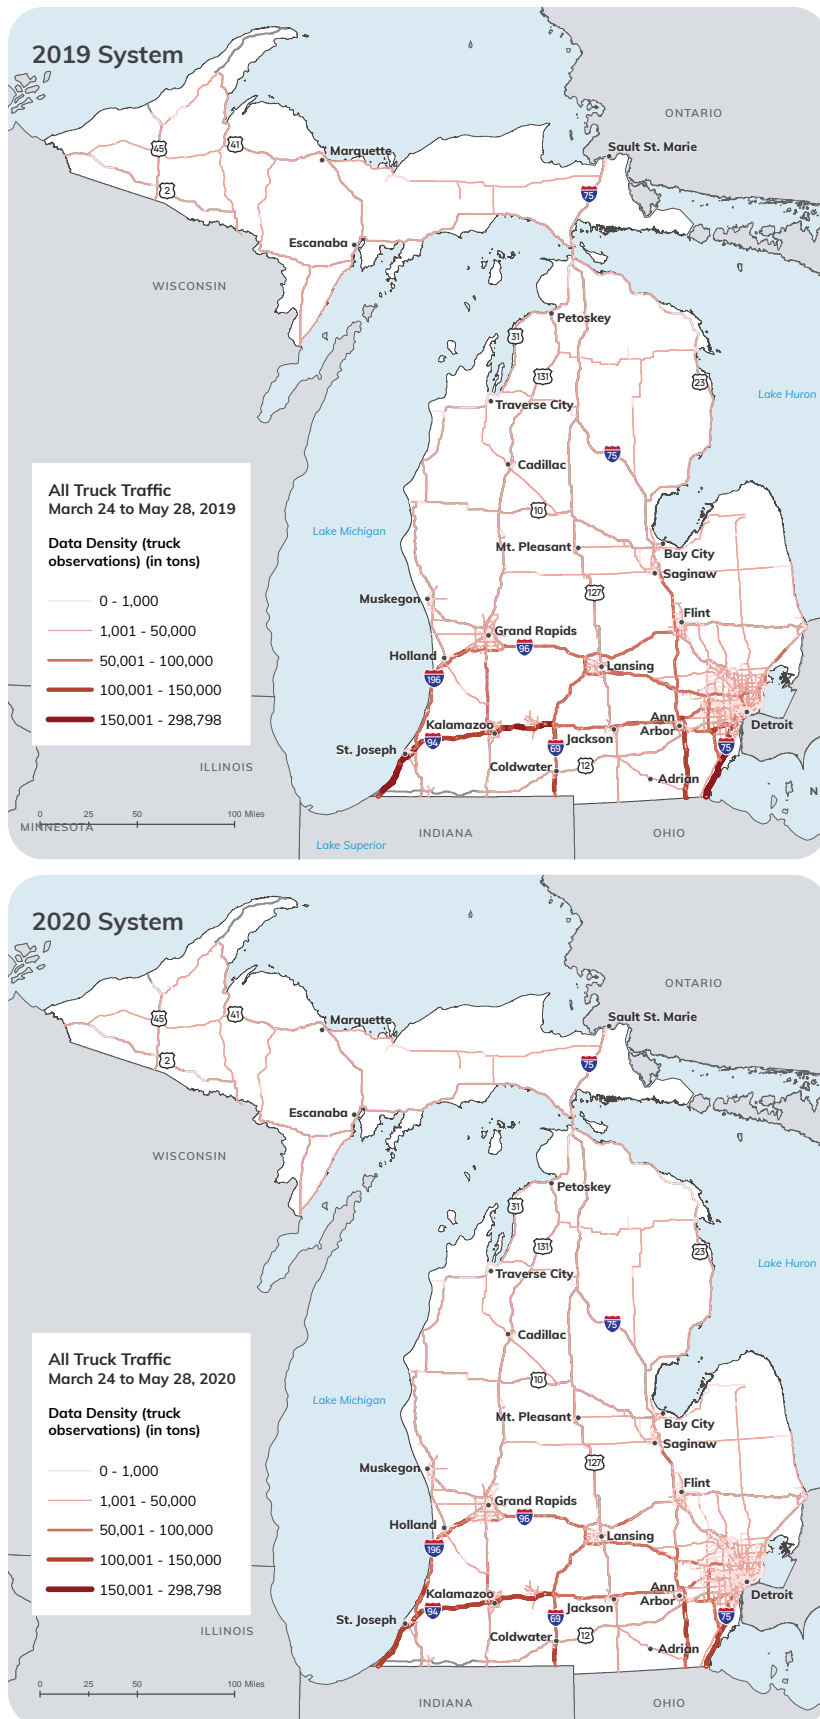 2019 System
ONTARIO
Sault St. Marie
Marquette
45
41
2
75
Escanaba
WISCONSIN
Petoskey
31
131
23
Lake Huron
Traverse City
75
Cadillac
All Truck Traffic
March 24 to May 28, 2019
10
Lake Michigan
Data Density (truck
observations) (in tons)
Mt. Pleasant
Bay City
Saginaw
0 - 1,000
127
Muskegon
Flint
1,001 - 50,000
Grand Rapids
96
50,001 - 100,000
Holland
Lansing
196
100,001 - 150,000
150,001 - 298,798
Kalamazoo
Ann
Arbor
Detroit
94
69
Jackson
75
St. Joseph
Coldwater
12
Adrian
ILLINOIS
N
0 25 50 100 Miles
MINNESOTA
INDIANA
OHIO
Lake Superior
2020 System
ONTARIO
Sault St. Marie
Marquette
45
41
2
75
Escanaba
WISCONSIN
Petoskey
31
131
23
Lake Huron
Traverse City
75
Cadillac
All Truck Traffic
March 24 to May 28, 2020
10
Lake Michigan
Data Density (truck
observations) (in tons)
Mt. Pleasant
Bay City
Saginaw
0 - 1,000
127
Muskegon
Flint
1,001 - 50,000
Grand Rapids
96
50,001 - 100,000
Holland
Lansing
196
100,001 - 150,000
150,001 - 298,798
Kalamazoo
Ann
Arbor
Detroit
94
69
Jackson
75
St. Joseph
Coldwater
12
Adrian
ILLINOIS
0 25 50 100 Miles
INDIANA
OHIO